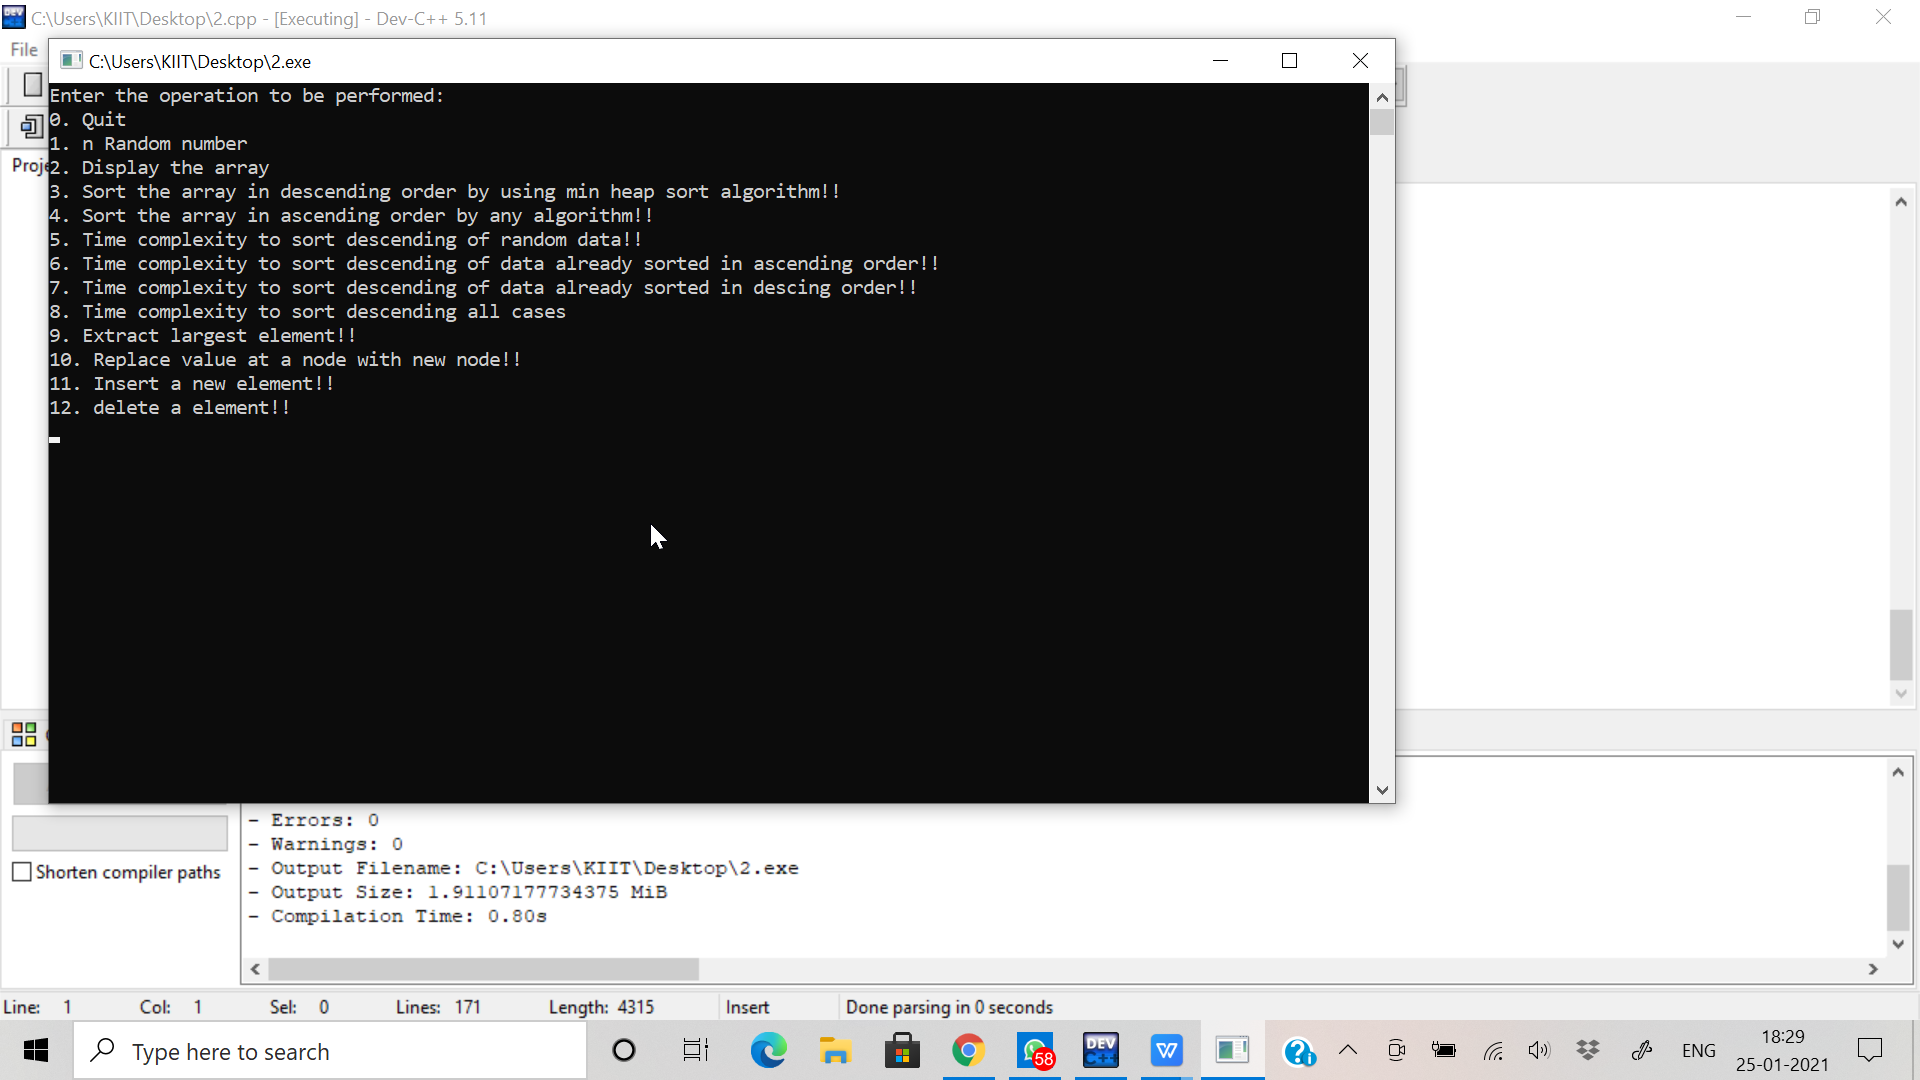 C:\Users\KIIT\Desktop\2.cpp - [Executing] - Dev-C++ 5.11
File
C:\Users\KIIT\Desktop\2.exe
Enter the operation to be performed:
0. Quit
1. n Random number
Proje
2. Display the array
3. Sort the array in descending order by using min heap sort algorithm!!
4. Sort the array in ascending order by any algorithm!!
5. Time complexity to sort descending of random data!!
6. Time complexity to sort descending of data already sorted in ascending order!!
7. Time complexity to sort descending of data already sorted in descing order!!
8. Time complexity to sort descending all cases
9. Extract largest element!!
10. Replace value at a node with new node!!
11. Insert a new element!!
12. delete a element!!
- Errors: 0
- Warnings: 0
- Output Filename: C:\Users\KIIT\Desktop\2.exe
- Output Size: 1.91107177734375 MiB
- Compilation Time: 0.80s
Shorten compiler paths
Line: 1 Col: 1 Sel: 0 Lines: 171 Length: 4315 Insert Done parsing in 0 seconds
Type here to search
58
DEV C++
W
ENG
18:29
25-01-2021